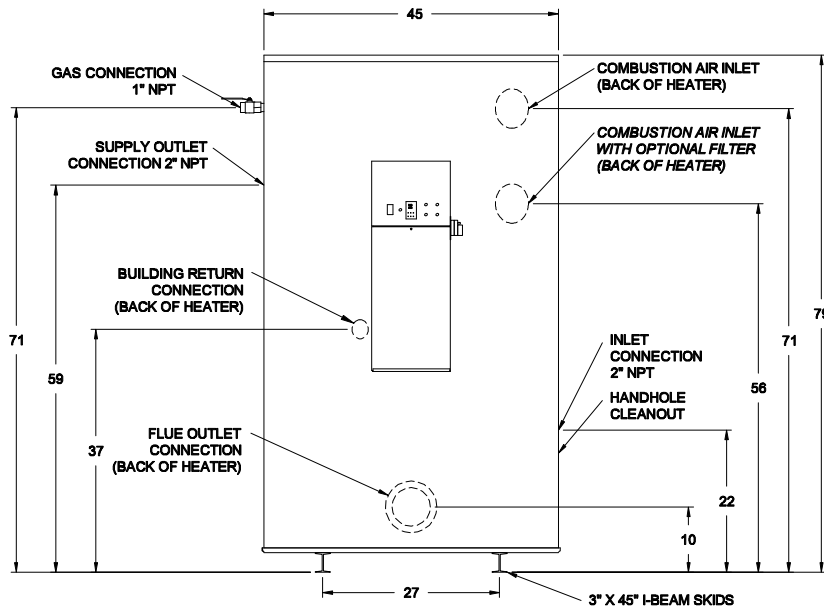 45
GAS CONNECTION
1" NPT
COMBUSTION AIR INLET
(BACK OF HEATER)
SUPPLY OUTLET
CONNECTION 2" NPT
COMBUSTION AIR INLET
WITH OPTIONAL FILTER
(BACK OF HEATER)
BUILDING RETURN
CONNECTION
(BACK OF HEATER)
71
59
37
INLET
CONNECTION
2" NPT
HANDHOLE
CLEANOUT
79
71
56
22
10
FLUE OUTLET
CONNECTION
(BACK OF HEATER)
27
3" X 45" I-BEAM SKIDS